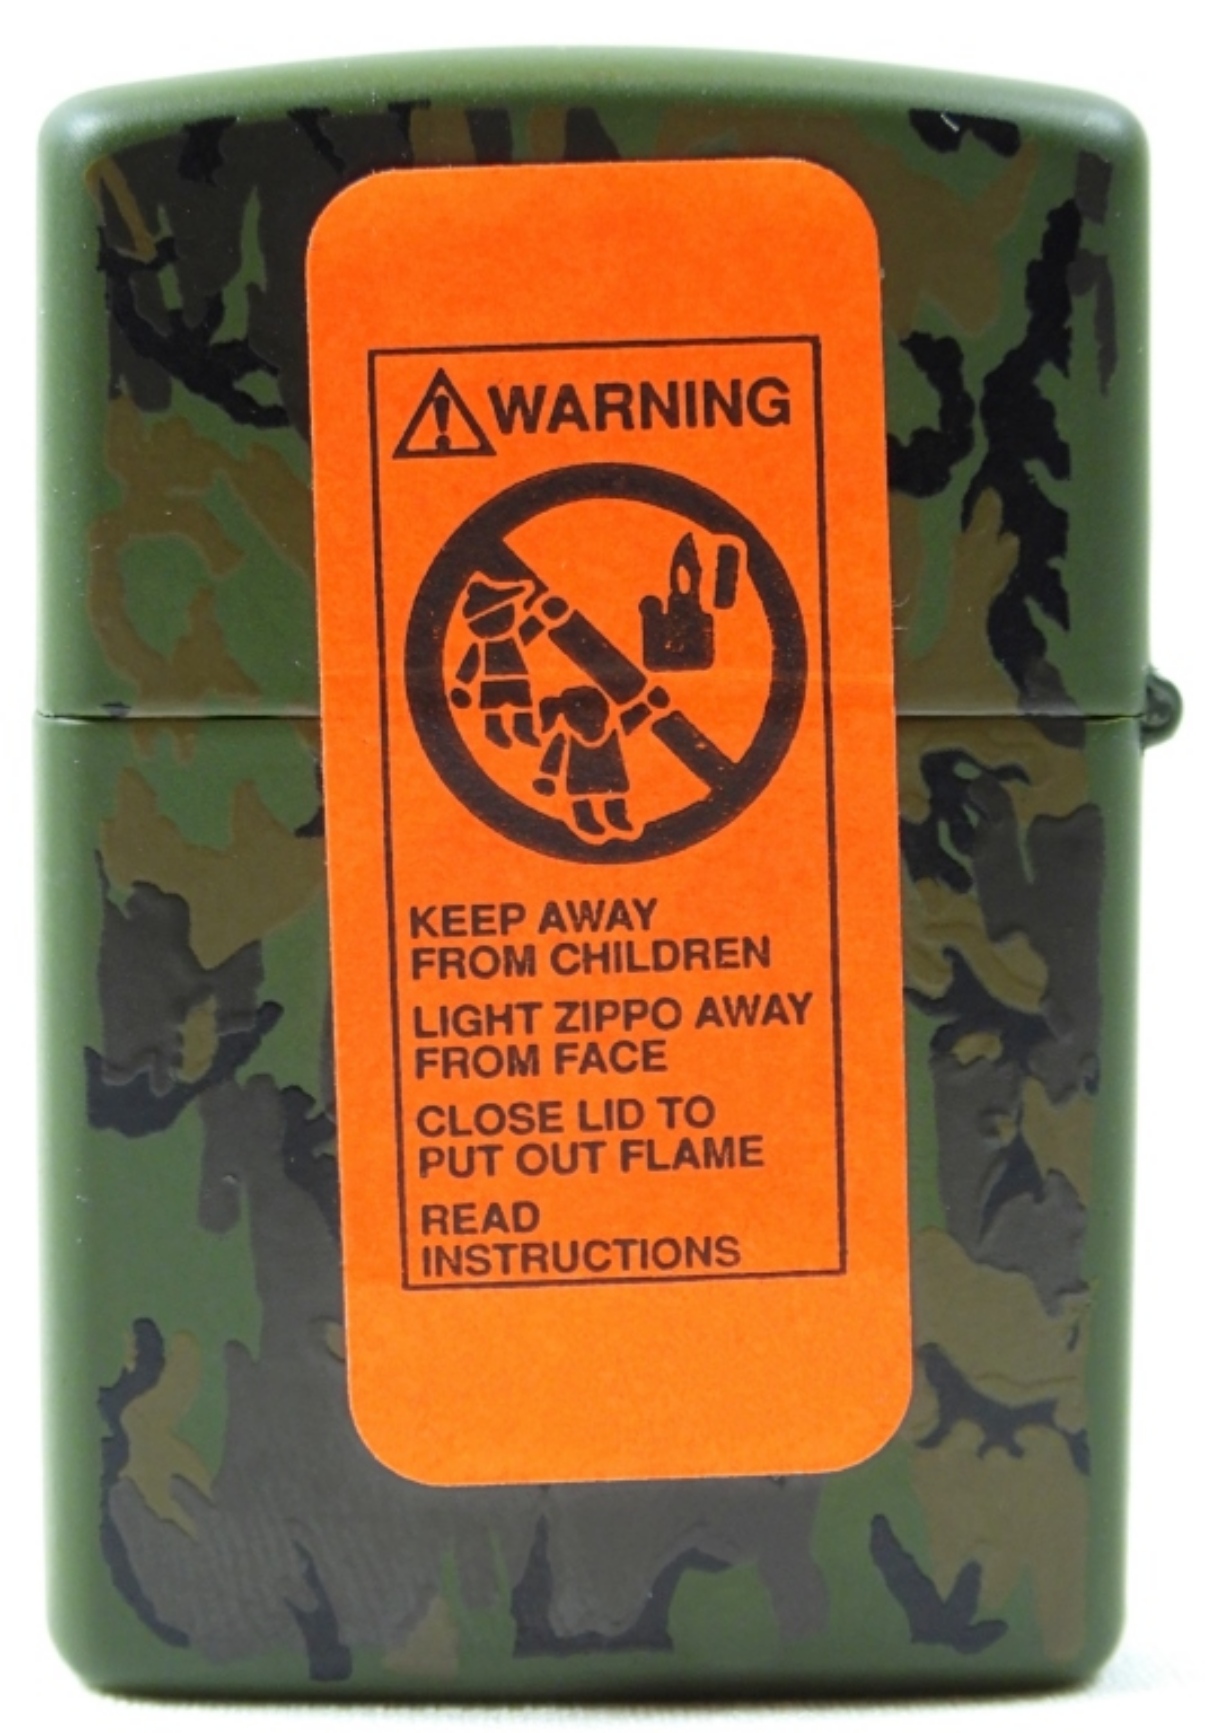 WARNING
KEEP AWAY
FROM CHILDREN
LIGHT ZIPPO AWAY
FROM FACE
CLOSE LID TO
PUT OUT FLAME
READ
INSTRUCTIONS